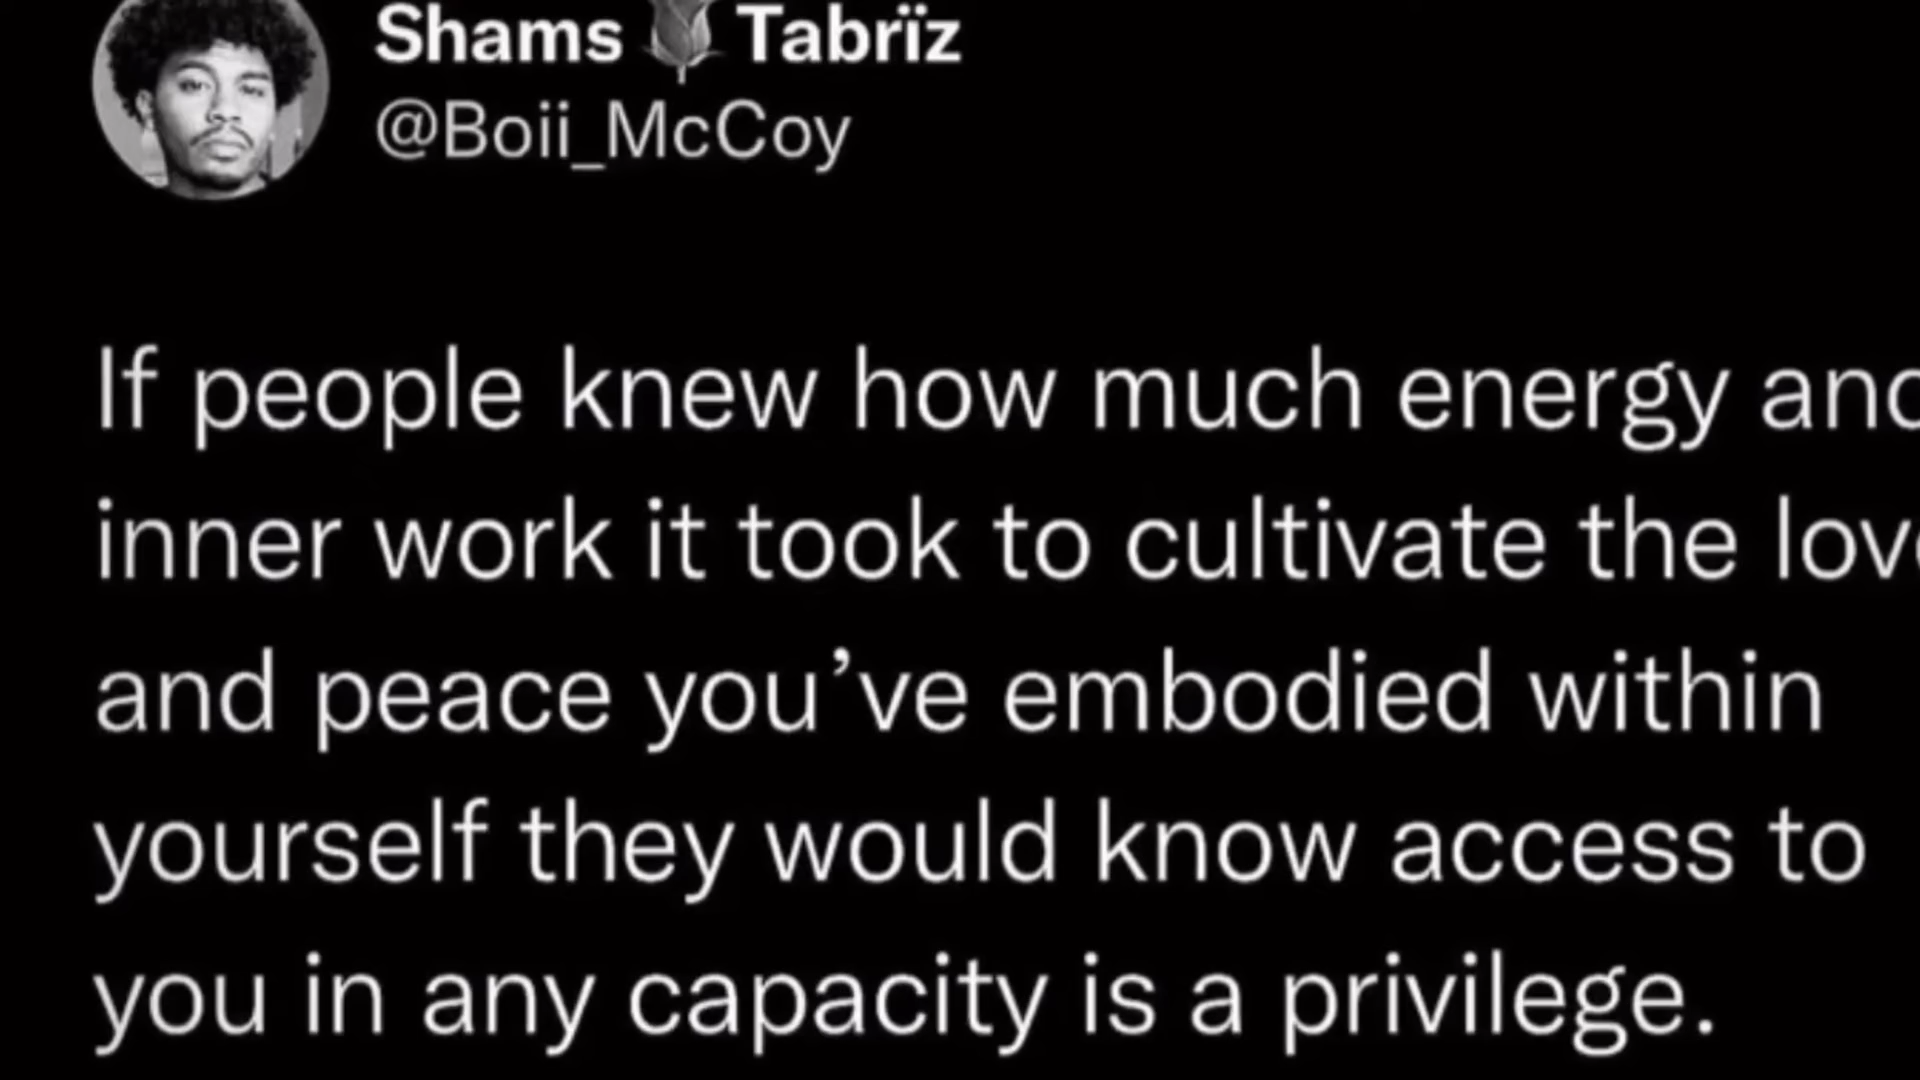 Shams🌹Tabrïz
@Boii_McCoy
If people knew how much energy and
inner work it took to cultivate the love
and peace you’ve embodied within
yourself they would know access to
you in any capacity is a privilege.